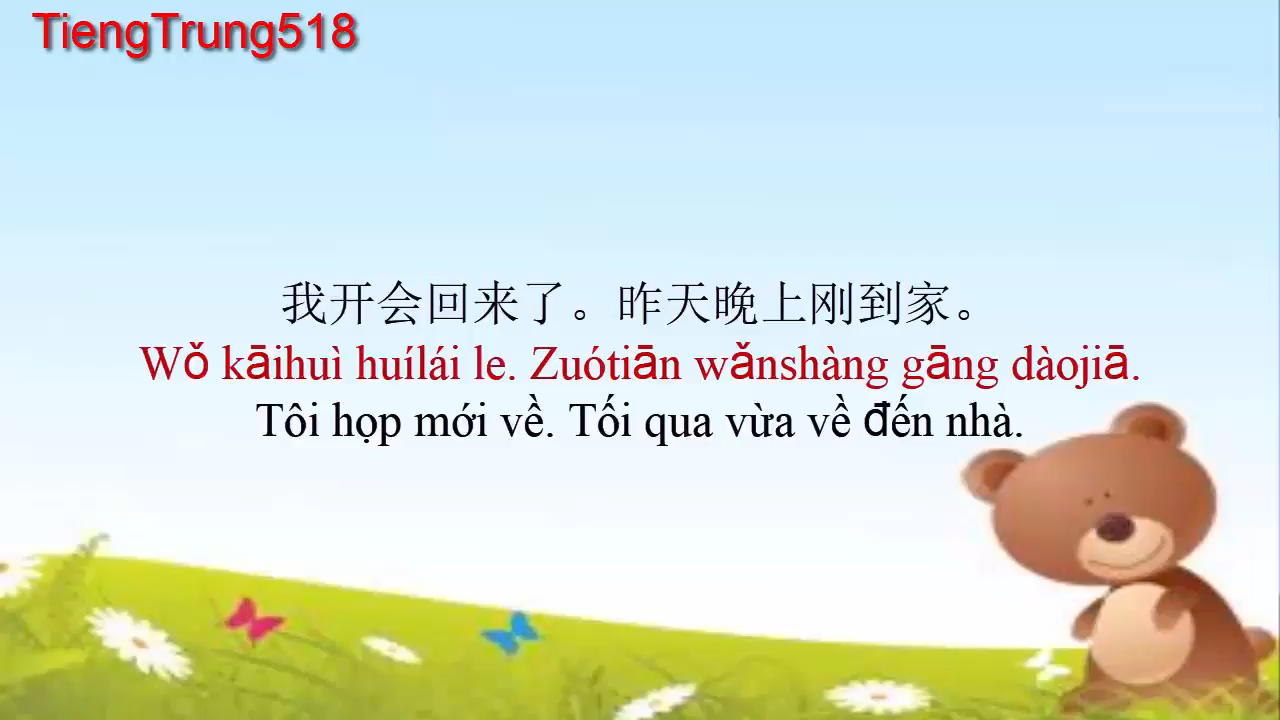 TiengTrung518
我开会回来了。昨天晚上刚到家。
Wǒ kāihuì huílái le. Zuótiān wǎnshàng gāng dàojiā.
Tôi họp mới về. Tối qua vừa về đến nhà.